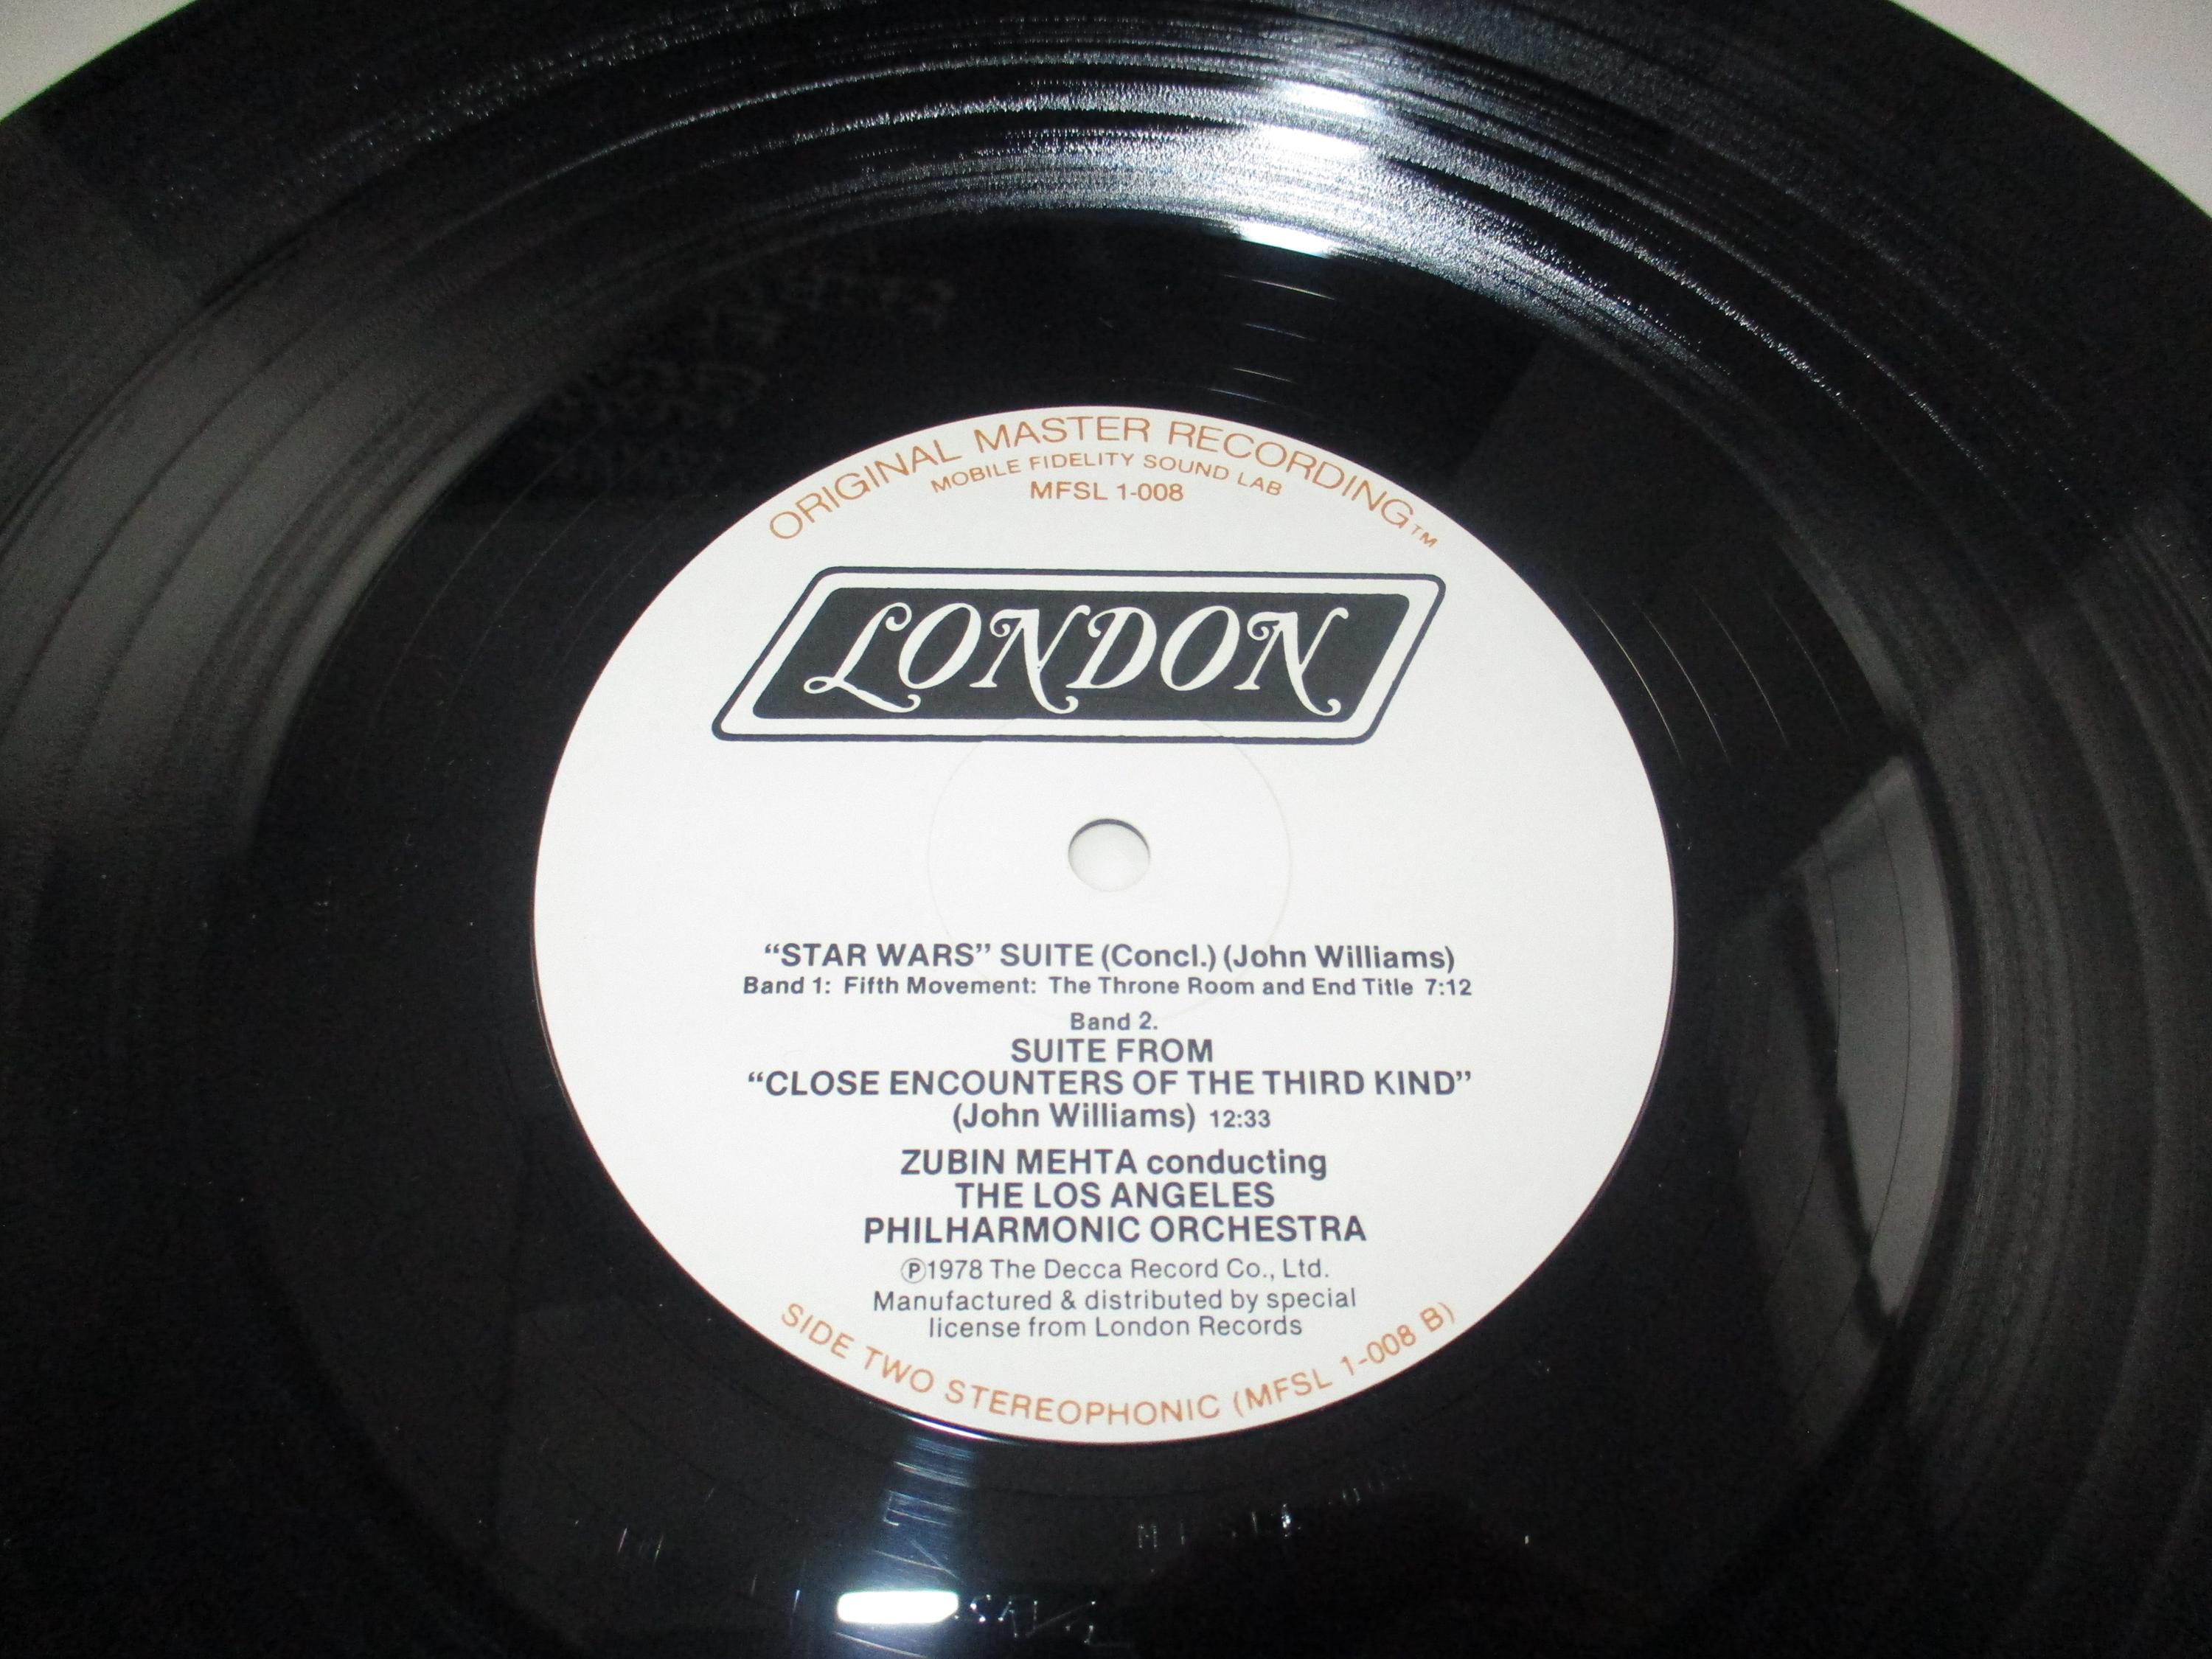 ORIGINAL MASTER RECORDING™
MOBILE FIDELITY SOUND LAB
MFSL 1-008
LONDON
“STAR WARS” SUITE (Concl.) (John Williams)
Band 1: Fifth Movement: The Throne Room and End Title 7:12
Band 2.
SUITE FROM
“CLOSE ENCOUNTERS OF THE THIRD KIND”
(John Williams) 12:33
ZUBIN MEHTA conducting
THE LOS ANGELES
PHILHARMONIC ORCHESTRA
Ⓟ1978 The Decca Record Co., Ltd.
Manufactured & distributed by special
license from London Records
SIDE TWO STEREOPHONIC (MFSL 1-008 B)